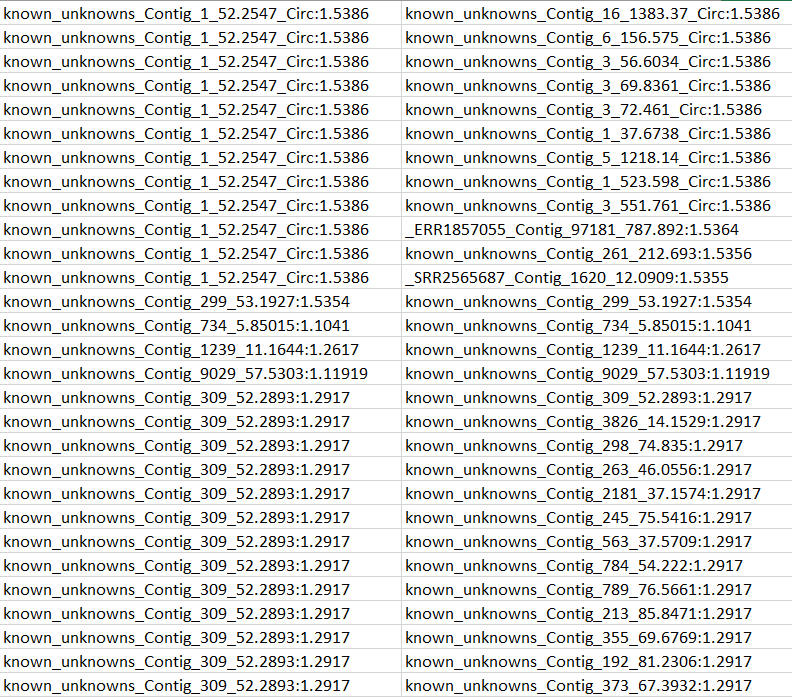 known_unknowns_Contig_1_52.2547_Circ:1.5386 known_unknowns_Contig_16_1383.37_Circ:1.5386
known_unknowns_Contig_1_52.2547_Circ:1.5386 known_unknowns_Contig_6_156.575_Circ:1.5386
known_unknowns_Contig_1_52.2547_Circ:1.5386 known_unknowns_Contig_3_56.6034_Circ:1.5386
known_unknowns_Contig_1_52.2547_Circ:1.5386 known_unknowns_Contig_3_69.8361_Circ:1.5386
known_unknowns_Contig_1_52.2547_Circ:1.5386 known_unknowns_Contig_3_72.461_Circ:1.5386
known_unknowns_Contig_1_52.2547_Circ:1.5386 known_unknowns_Contig_1_37.6738_Circ:1.5386
known_unknowns_Contig_1_52.2547_Circ:1.5386 known_unknowns_Contig_5_1218.14_Circ:1.5386
known_unknowns_Contig_1_52.2547_Circ:1.5386 known_unknowns_Contig_1_523.598_Circ:1.5386
known_unknowns_Contig_1_52.2547_Circ:1.5386 known_unknowns_Contig_3_551.761_Circ:1.5386
known_unknowns_Contig_1_52.2547_Circ:1.5386 _ERR1857055_Contig_97181_787.892:1.5364
known_unknowns_Contig_1_52.2547_Circ:1.5386 known_unknowns_Contig_261_212.693:1.5356
known_unknowns_Contig_1_52.2547_Circ:1.5386 _SRR2565687_Contig_1620_12.0909:1.5355
known_unknowns_Contig_299_53.1927:1.5354 known_unknowns_Contig_299_53.1927:1.5354
known_unknowns_Contig_734_5.85015:1.1041 known_unknowns_Contig_734_5.85015:1.1041
known_unknowns_Contig_1239_11.1644:1.2617 known_unknowns_Contig_1239_11.1644:1.2617
known_unknowns_Contig_9029_57.5303:1.11919 known_unknowns_Contig_9029_57.5303:1.11919
known_unknowns_Contig_309_52.2893:1.2917 known_unknowns_Contig_309_52.2893:1.2917
known_unknowns_Contig_309_52.2893:1.2917 known_unknowns_Contig_3826_14.1529:1.2917
known_unknowns_Contig_309_52.2893:1.2917 known_unknowns_Contig_298_74.835:1.2917
known_unknowns_Contig_309_52.2893:1.2917 known_unknowns_Contig_263_46.0556:1.2917
known_unknowns_Contig_309_52.2893:1.2917 known_unknowns_Contig_2181_37.1574:1.2917
known_unknowns_Contig_309_52.2893:1.2917 known_unknowns_Contig_245_75.5416:1.2917
known_unknowns_Contig_309_52.2893:1.2917 known_unknowns_Contig_563_37.5709:1.2917
known_unknowns_Contig_309_52.2893:1.2917 known_unknowns_Contig_784_54.222:1.2917
known_unknowns_Contig_309_52.2893:1.2917 known_unknowns_Contig_789_76.5661:1.2917
known_unknowns_Contig_309_52.2893:1.2917 known_unknowns_Contig_213_85.8471:1.2917
known_unknowns_Contig_309_52.2893:1.2917 known_unknowns_Contig_355_69.6769:1.2917
known_unknowns_Contig_309_52.2893:1.2917 known_unknowns_Contig_192_81.2306:1.2917
known_unknowns_Contig_309_52.2893:1.2917 known_unknowns_Contig_373_67.3932:1.2917